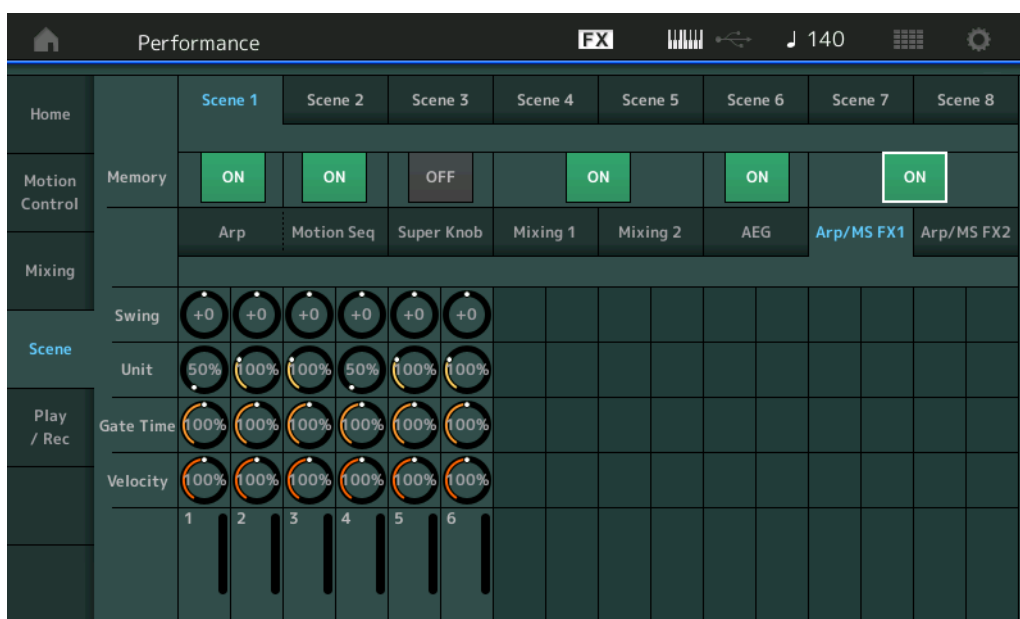 Performance FX 140
Home
Motion
Control
Mixing
Scene
Play
/ Rec
Scene 1 Scene 2 Scene 3 Scene 4 Scene 5 Scene 6 Scene 7 Scene 8
Memory ON ON OFF ON ON ON
Arp Motion Seq Super Knob Mixing 1 Mixing 2 AEG Arp/MS FX1 Arp/MS FX2
Swing +0 +0 +0 +0 +0 +0
Unit 50% 100% 100% 50% 100% 100%
Gate Time 100% 100% 100% 100% 100% 100%
Velocity 100% 100% 100% 100% 100% 100%
1 2 3 4 5 6